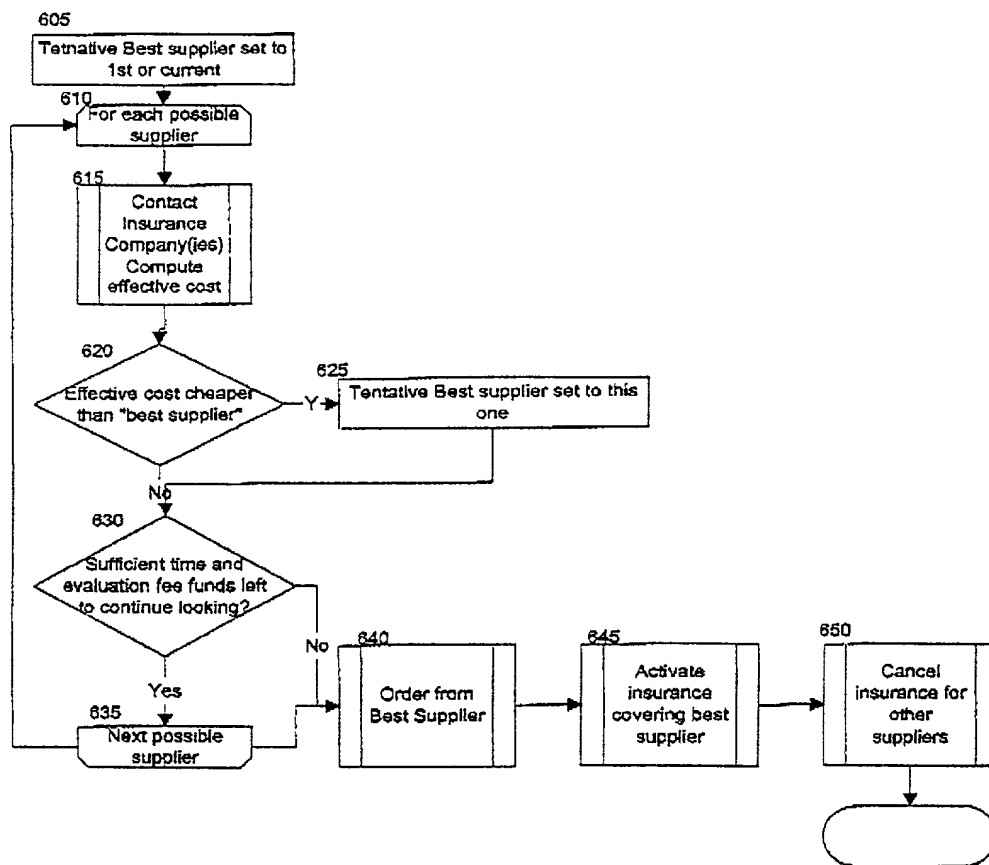 605
Tetnative Best supplier set to
1st or current
610
For each possible
supplier
615
Contact
Insurance
Company(ies)
Compute
effective cost
620
Effective cost cheaper
than "best supplier"
Y
625
Tentative Best supplier set to this
one
No
630
Sufficient time and
evaluation fee funds left
to continue looking?
No
Yes
635
Next possible
supplier
640
Order from
Best Supplier
645
Activate
insurance
covering best
supplier
650
Cancel
insurance for
other
suppliers